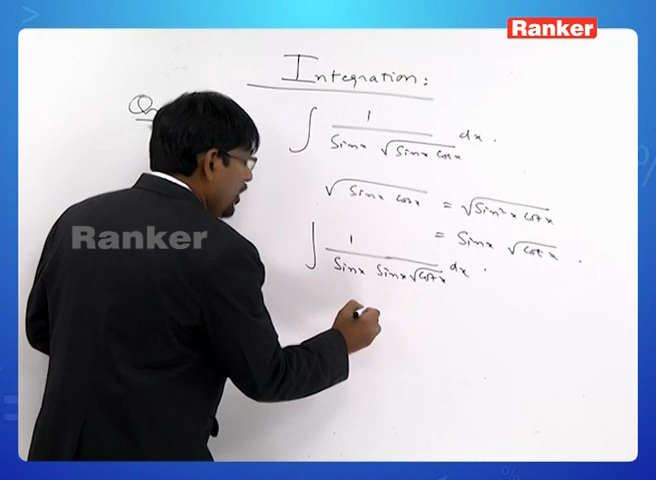 Ranker
Integration:
Qn
∫ 1 / (Sinx √(Sinx Cosx)) dx.
√(Sinx Cosx) = √(Sin²x Cotx)
= Sinx √(Cotx).
∫ 1 / (Sinx Sinx √(Cotx)) dx.
Ranker